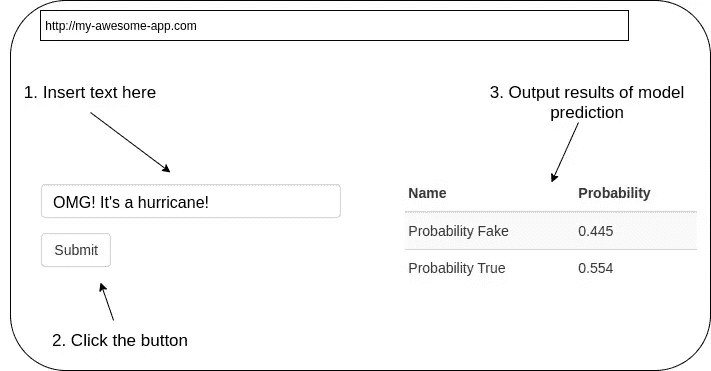 http://my-awesome-app.com
1. Insert text here
3. Output results of model
prediction
OMG! It's a hurricane!
Submit
2. Click the button
Name Probability
Probability Fake 0.445
Probability True 0.554